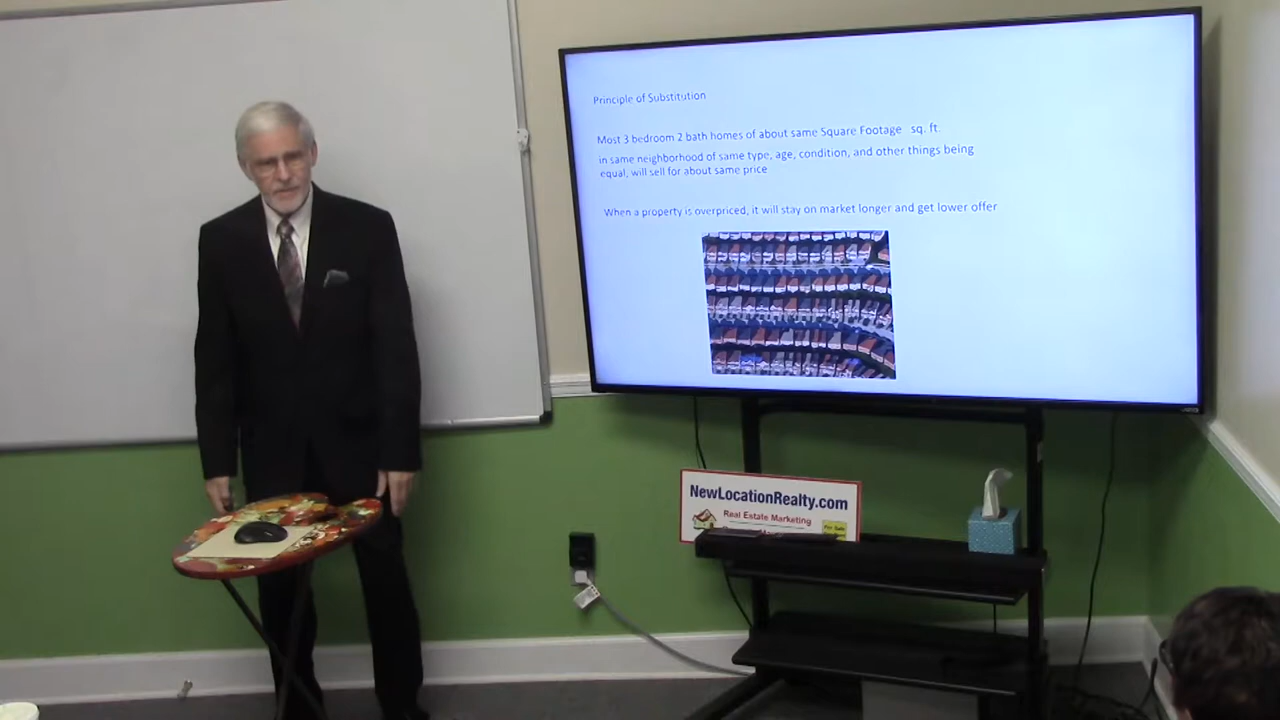 Principle of Substitution
Most 3 bedroom 2 bath homes of about same Square Footage sq. ft.
in same neighborhood of same type, age, condition, and other things being
equal, will sell for about same price
When a property is overpriced, it will stay on market longer and get lower offer
NewLocationRealty.com
Real Estate Marketing
For Sale